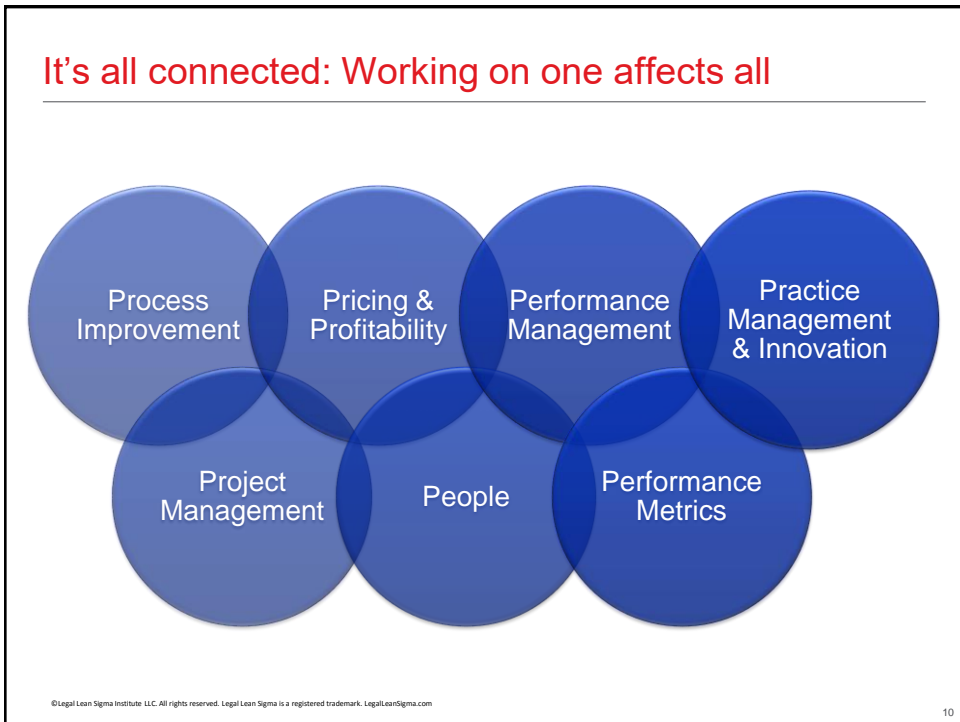 It’s all connected: Working on one affects all
Process
Improvement
Pricing &
Profitability
Performance
Management
Practice
Management
& Innovation
Project
Management
People
Performance
Metrics
©Legal Lean Sigma Institute LLC. All rights reserved. Legal Lean Sigma is a registered trademark. LegalLeanSigma.com
10